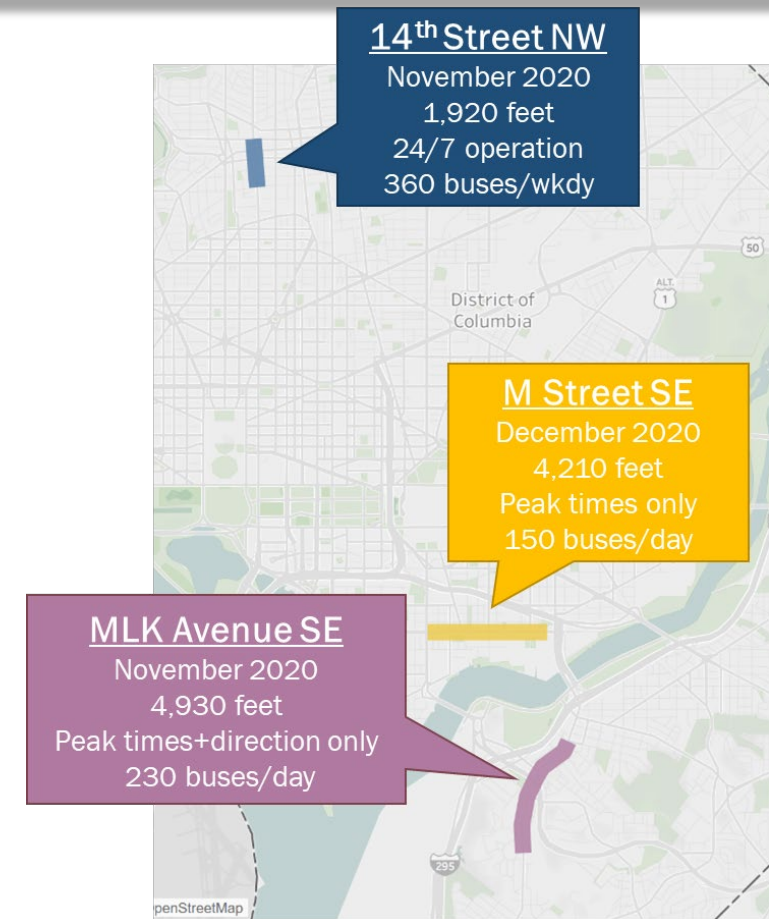 14th Street NW
November 2020
1,920 feet
24/7 operation
360 buses/wkdy
50
ALT.
1
District of
Columbia
M Street SE
December 2020
4,210 feet
Peak times only
150 buses/day
MLK Avenue SE
November 2020
4,930 feet
Peak times+direction only
230 buses/day
295
penStreetMap